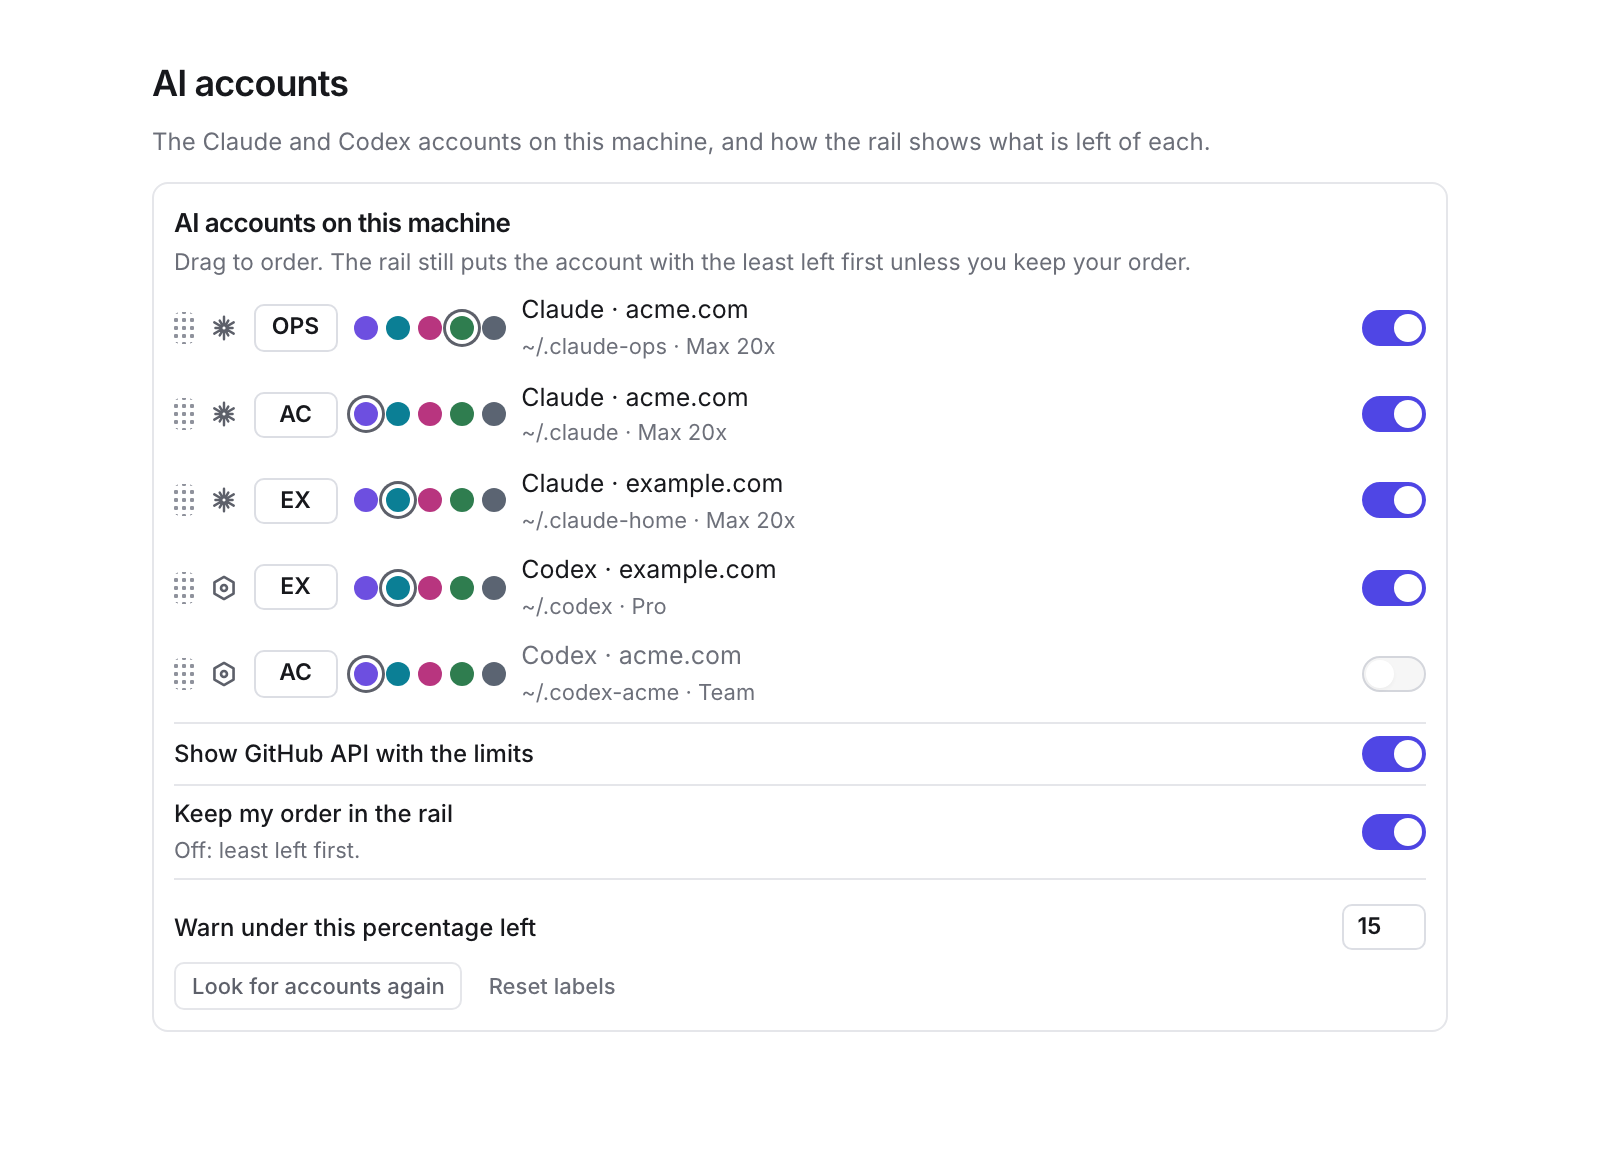 AI accounts
The Claude and Codex accounts on this machine, and how the rail shows what is left of each.
AI accounts on this machine
Drag to order. The rail still puts the account with the least left first unless you keep your order.
OPS
Claude · acme.com
~/.claude-ops · Max 20x
AC
Claude · acme.com
~/.claude · Max 20x
EX
Claude · example.com
~/.claude-home · Max 20x
EX
Codex · example.com
~/.codex · Pro
AC
Codex · acme.com
~/.codex-acme · Team
Show GitHub API with the limits
Keep my order in the rail
Off: least left first.
Warn under this percentage left
15
Look for accounts again
Reset labels